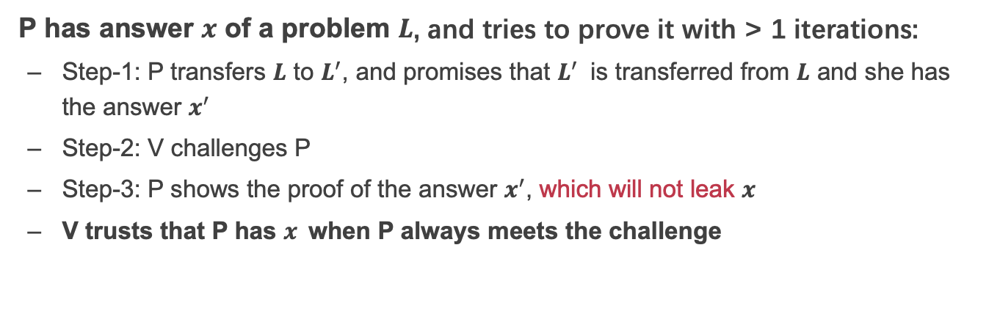 P has answer x of a problem L, and tries to prove it with > 1 iterations:
– Step-1: P transfers L to L′, and promises that L′ is transferred from L and she has
the answer x′
– Step-2: V challenges P
– Step-3: P shows the proof of the answer x′, which will not leak x
– V trusts that P has x when P always meets the challenge